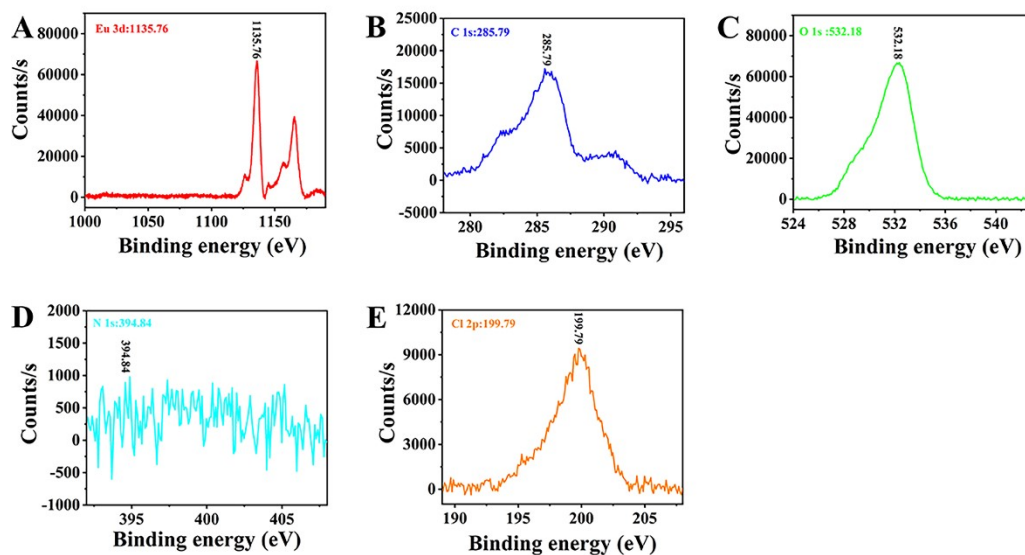 A
Eu 3d:1135.76
1135.76
80000
60000
40000
20000
0
Counts/s
1000
1050
1100
1150
Binding energy (eV)
B
C 1s:285.79
285.79
25000
20000
15000
10000
5000
0
-5000
Counts/s
280
285
290
295
Binding energy (eV)
C
O 1s :532.18
532.18
80000
60000
40000
20000
0
Counts/s
524
528
532
536
540
Binding energy (eV)
D
N 1s:394.84
394.84
2000
1500
1000
500
0
-500
-1000
Counts/s
395
400
405
Binding energy (eV)
E
Cl 2p:199.79
199.79
12000
9000
6000
3000
0
Counts/s
190
195
200
205
Binding energy (eV)